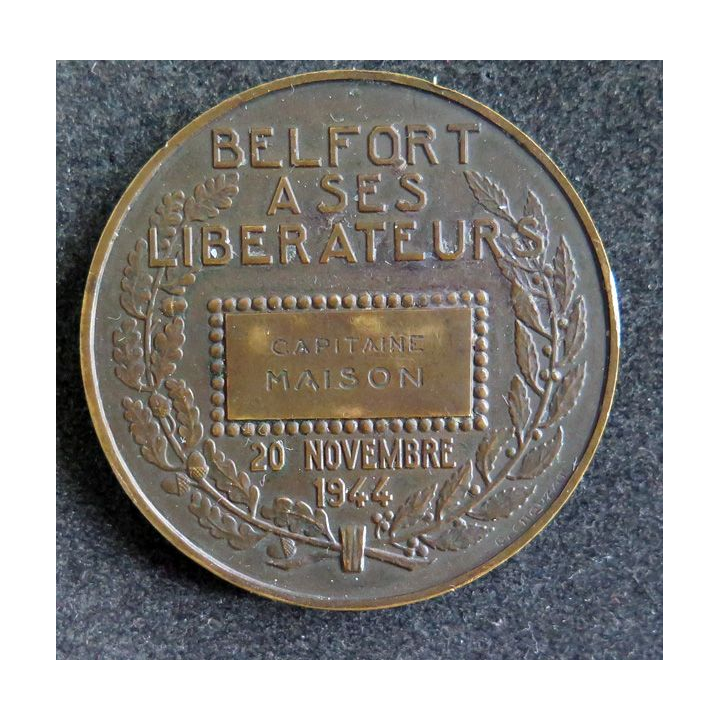 BELFORT
A SES
LIBERATEURS
CAPITAINE
MAISON
20 NOVEMBRE
1944